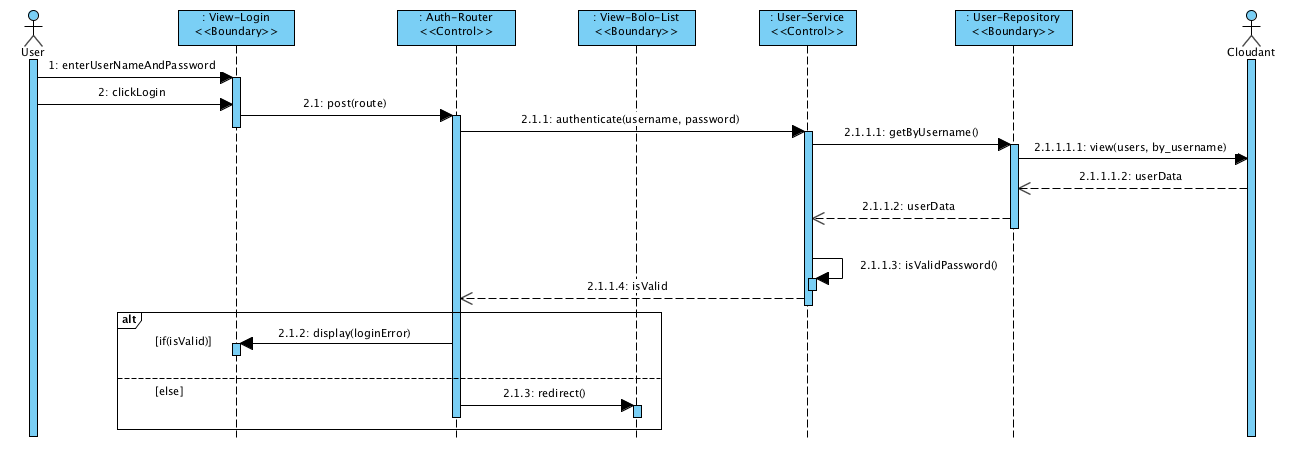 : View-Login
<<Boundary>>
: Auth-Router
<<Control>>
: View-Bolo-List
<<Boundary>>
: User-Service
<<Control>>
: User-Repository
<<Boundary>>
User
Cloudant
1: enterUserNameAndPassword
2: clickLogin
2.1: post(route)
2.1.1: authenticate(username, password)
2.1.1.1: getByUsername()
2.1.1.1.1: view(users, by_username)
2.1.1.1.2: userData
2.1.1.2: userData
2.1.1.3: isValidPassword()
2.1.1.4: isValid
alt
2.1.2: display(loginError)
[if(isValid)]
[else]
2.1.3: redirect()